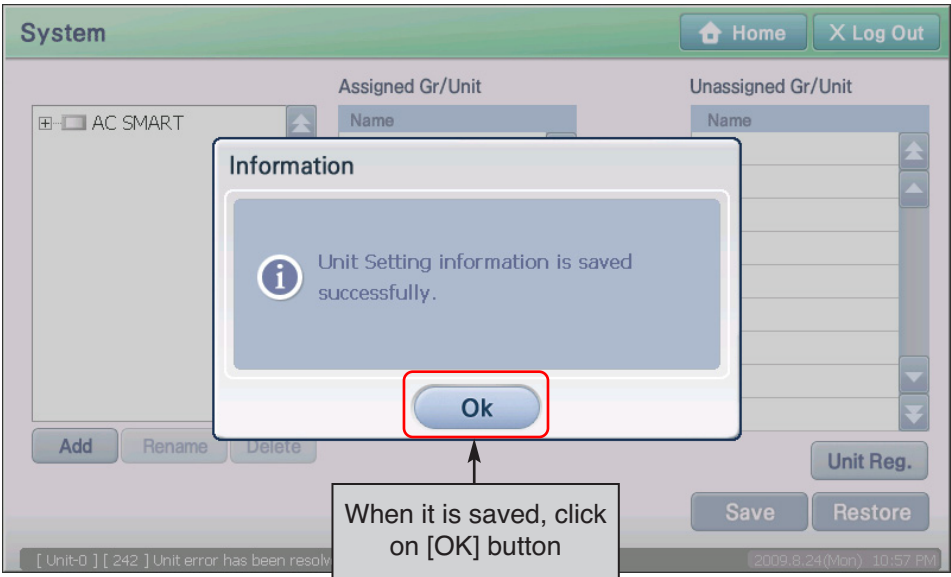 System
Home
X Log Out
Assigned Gr/Unit
Unassigned Gr/Unit
AC SMART
Name
Name
Information
Unit Setting information is saved
successfully.
Ok
Add
Rename
Delete
Unit Reg.
When it is saved, click
on [OK] button
Save
Restore
[ Unit-0 ] [ 242 ] Unit error has been
2009.8.24(Mon) 10:57 PM